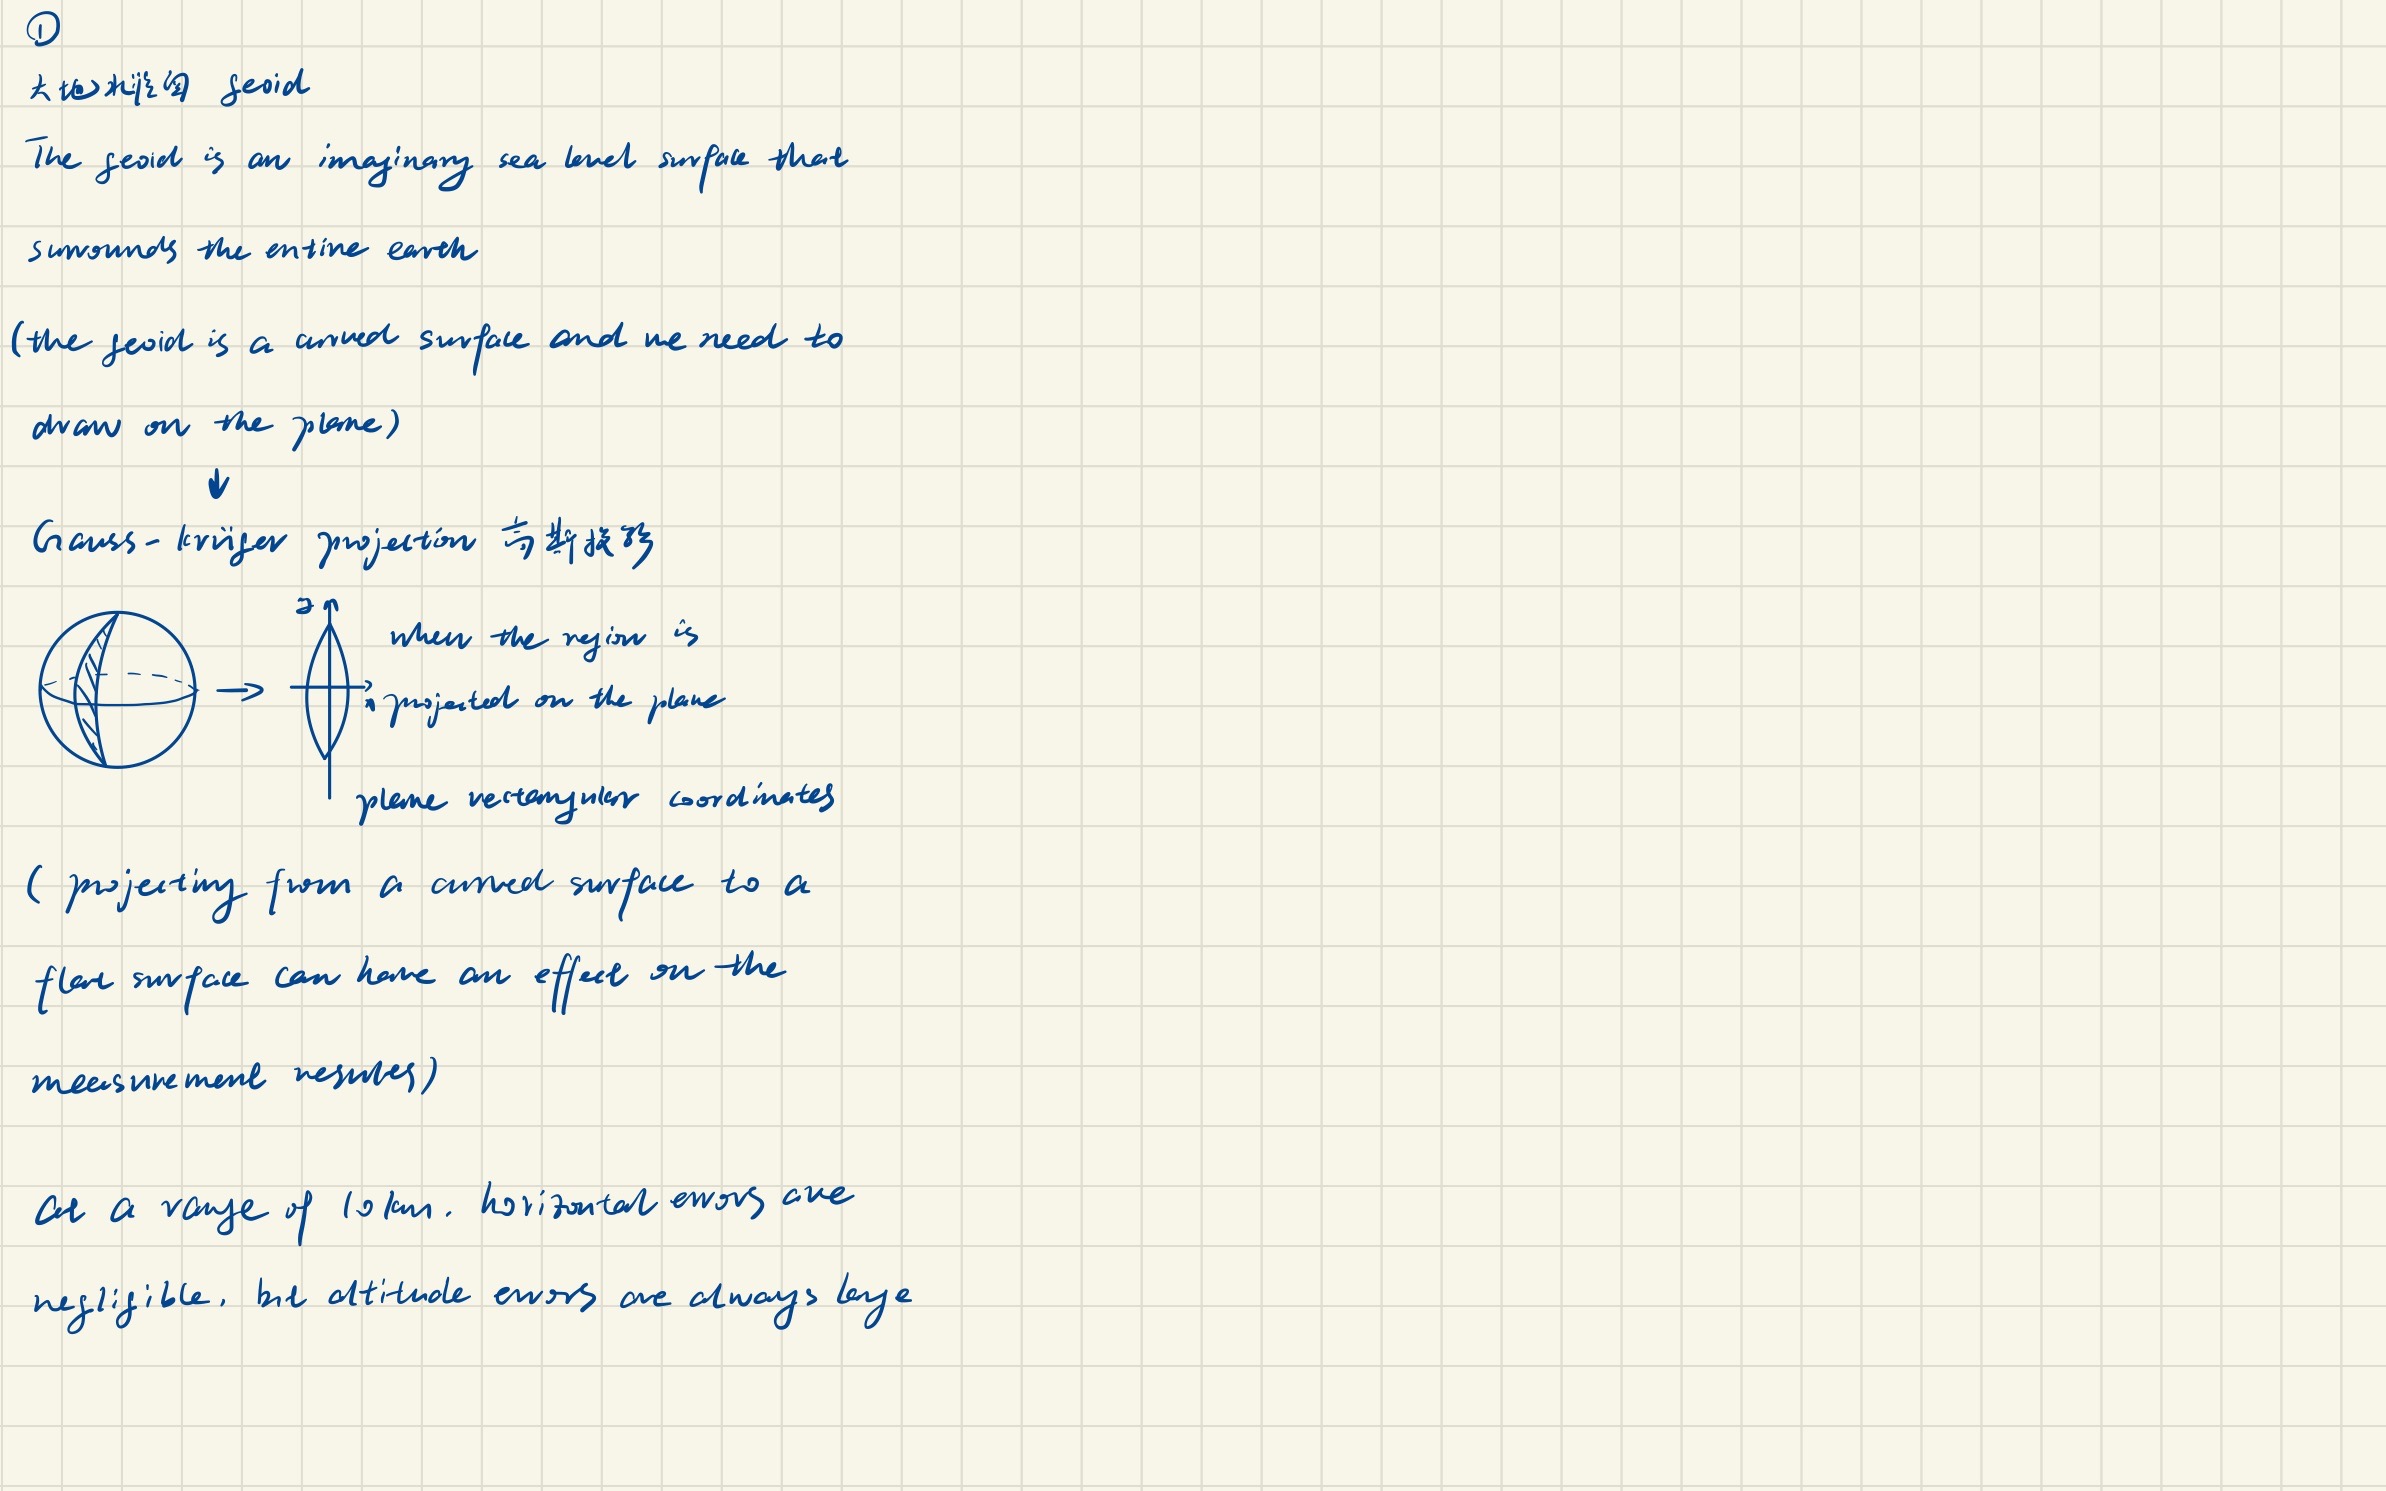 ①
大地水准面 geoid
The geoid is an imaginary sea level surface that
surrounds the entire earth
(the geoid is a curved surface and we need to
draw on the plane)
↓
Gauss-krüger projection 高斯投影
when the region is
projected on the plane
plane rectangular coordinates
( projecting from a curved surface to a
flat surface can have an effect on the
measurement results)
at a range of 10 km. horizontal errors are
negligible, but altitude errors are always large